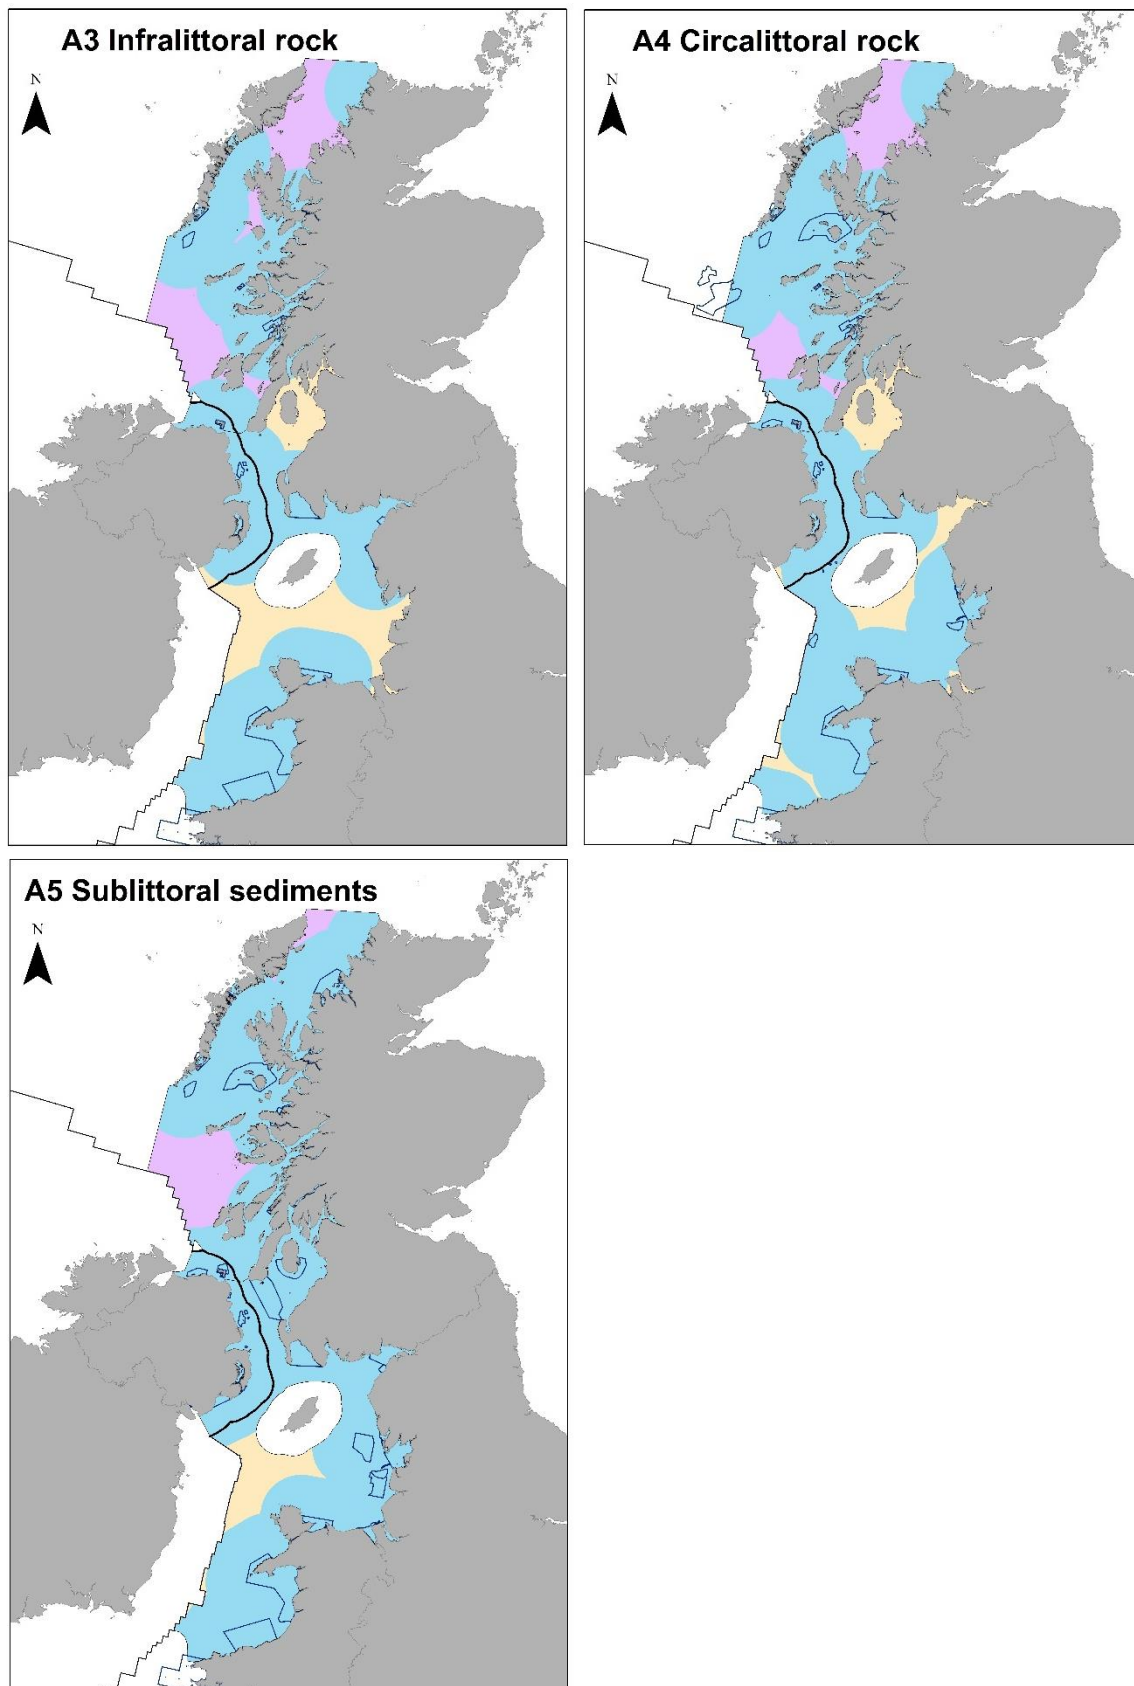 A3 Infralittoral rock
N
A4 Circalittoral rock
N
A5 Sublittoral sediments
N